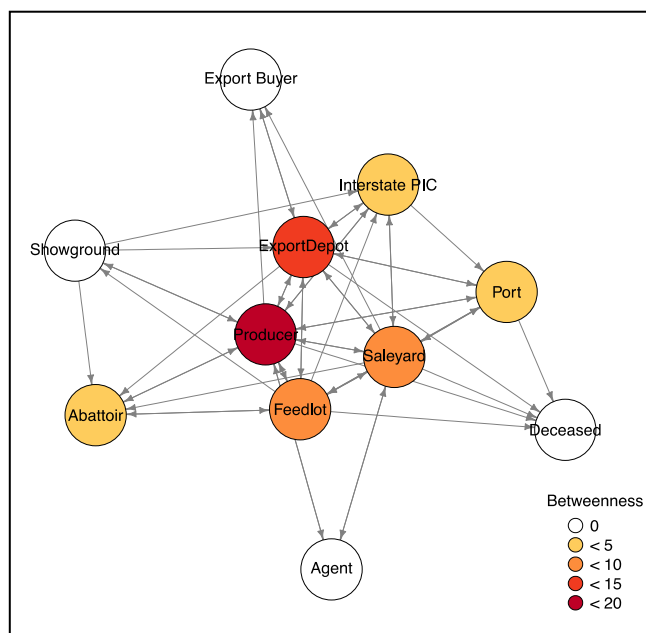 Export Buyer
Interstate PIC
Showground
ExportDepot
Port
Producer
Saleyard
Feedlot
Abattoir
Deceased
Agent
Betweenness
0
< 5
< 10
< 15
< 20